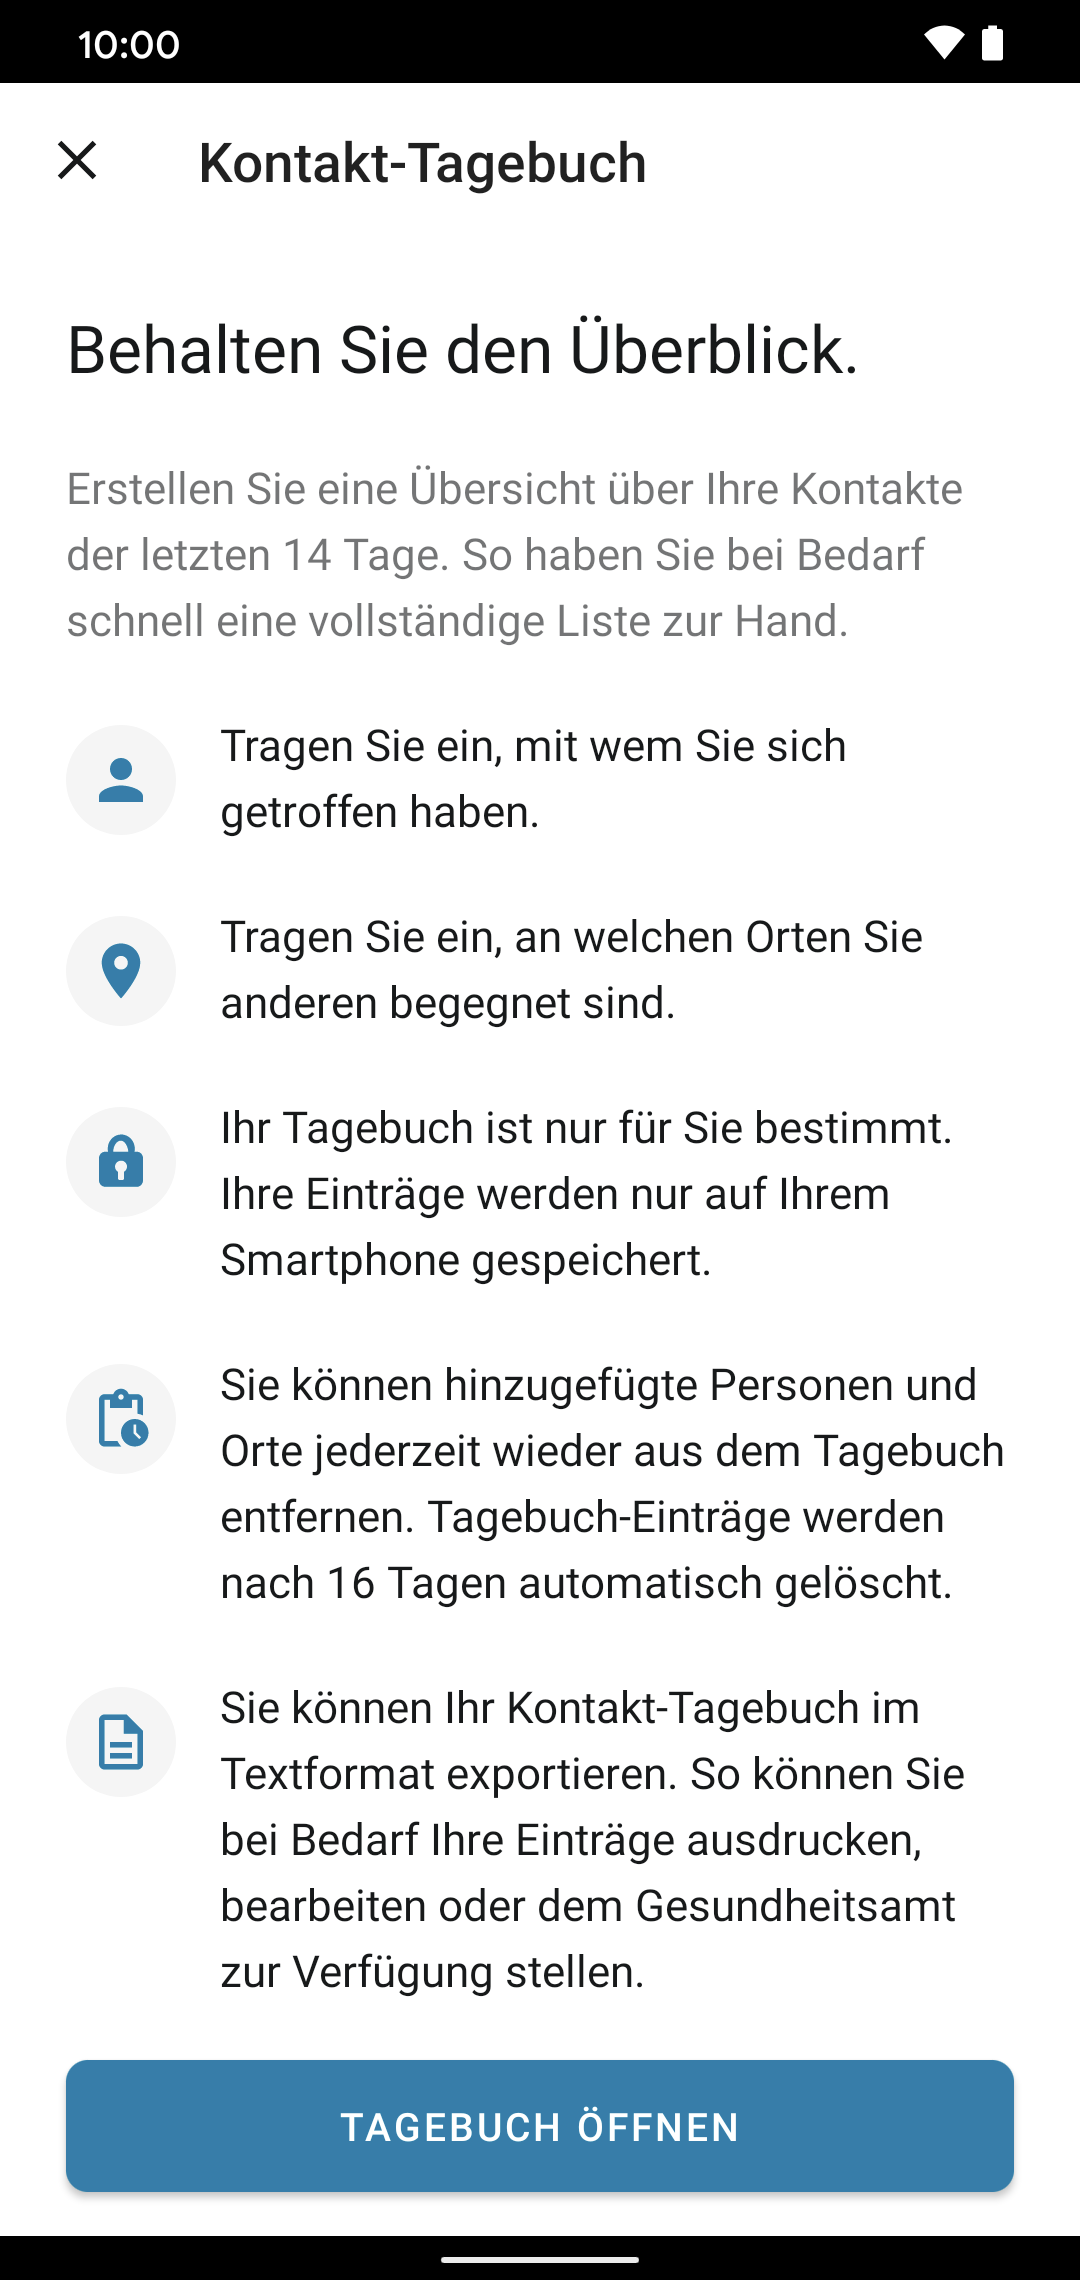 10:00
Kontakt-Tagebuch
Behalten Sie den Überblick.
Erstellen Sie eine Übersicht über Ihre Kontakte
der letzten 14 Tage. So haben Sie bei Bedarf
schnell eine vollständige Liste zur Hand.
Tragen Sie ein, mit wem Sie sich
getroffen haben.
Tragen Sie ein, an welchen Orten Sie
anderen begegnet sind.
Ihr Tagebuch ist nur für Sie bestimmt.
Ihre Einträge werden nur auf Ihrem
Smartphone gespeichert.
Sie können hinzugefügte Personen und
Orte jederzeit wieder aus dem Tagebuch
entfernen. Tagebuch-Einträge werden
nach 16 Tagen automatisch gelöscht.
Sie können Ihr Kontakt-Tagebuch im
Textformat exportieren. So können Sie
bei Bedarf Ihre Einträge ausdrucken,
bearbeiten oder dem Gesundheitsamt
zur Verfügung stellen.
TAGEBUCH ÖFFNEN